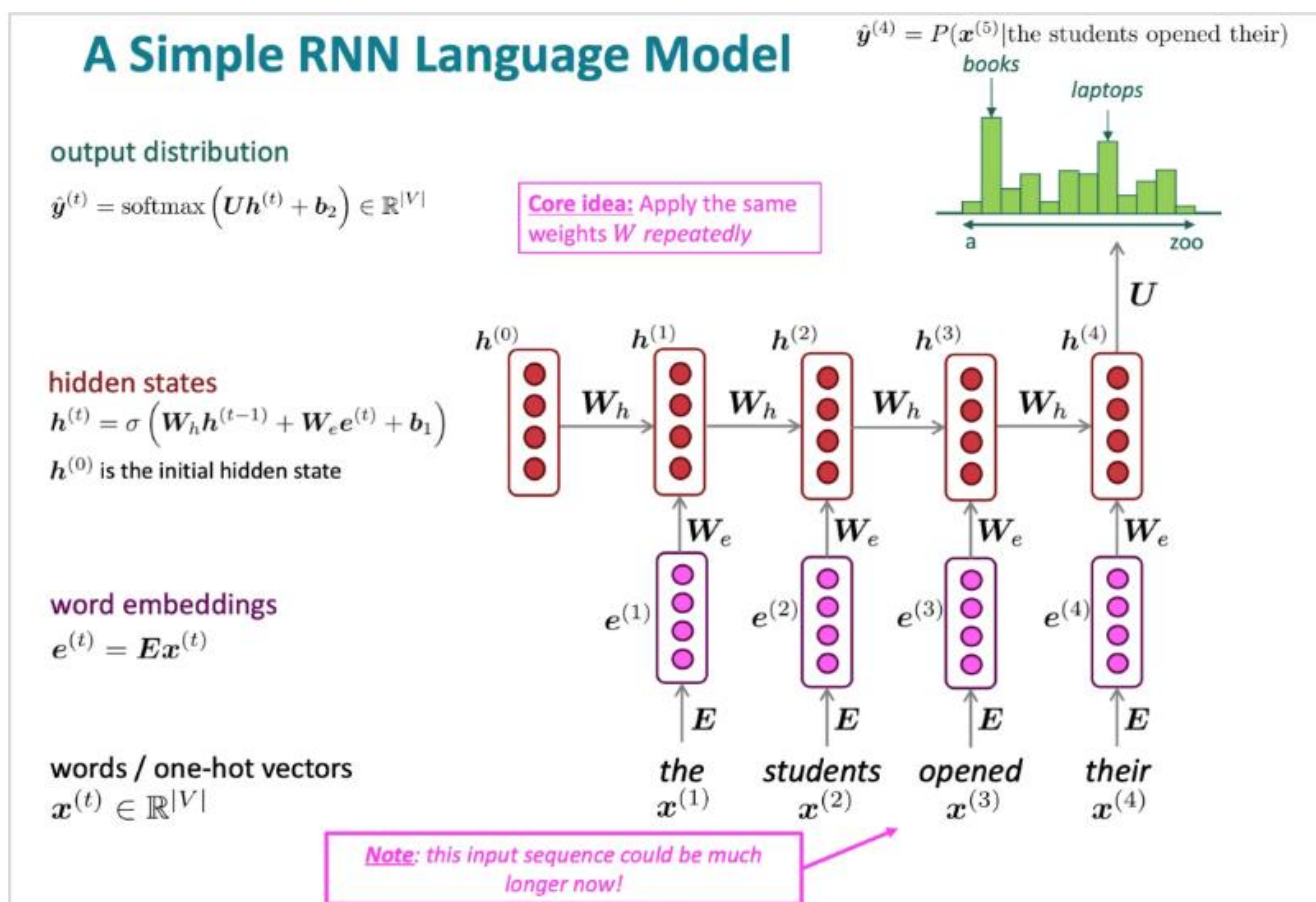 A Simple RNN Language Model
ŷ⁽⁴⁾ = P(x⁽⁵⁾|the students opened their)
books
laptops
a
zoo
output distribution
ŷ⁽ᵗ⁾ = softmax (Uh⁽ᵗ⁾ + b₂) ∈ ℝ^|V|
Core idea: Apply the same
weights W repeatedly
U
h⁽⁰⁾ h⁽¹⁾ h⁽²⁾ h⁽³⁾ h⁽⁴⁾
hidden states
h⁽ᵗ⁾ = σ (W_h h⁽ᵗ⁻¹⁾ + W_e e⁽ᵗ⁾ + b₁)
h⁽⁰⁾ is the initial hidden state
W_h W_h W_h W_h
W_e W_e W_e W_e
word embeddings
e⁽ᵗ⁾ = Ex⁽ᵗ⁾
e⁽¹⁾ e⁽²⁾ e⁽³⁾ e⁽⁴⁾
E E E E
words / one-hot vectors
x⁽ᵗ⁾ ∈ ℝ^|V|
the students opened their
x⁽¹⁾ x⁽²⁾ x⁽³⁾ x⁽⁴⁾
Note: this input sequence could be much
longer now!